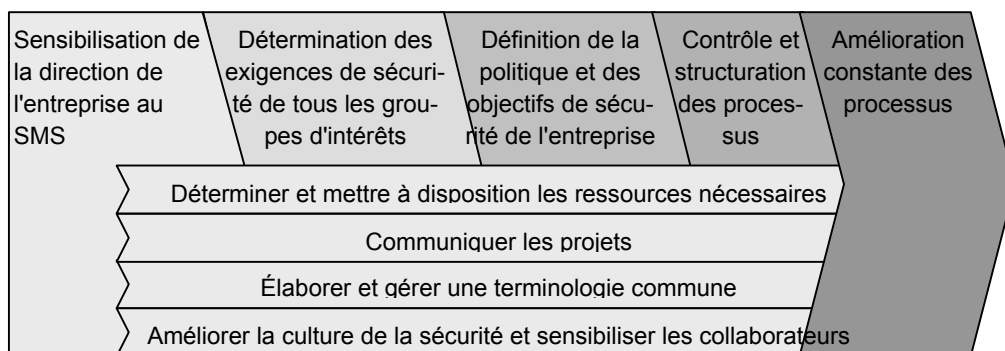 Sensibilisation de
la direction de
l'entreprise au
SMS
Détermination des
exigences de sécuri-
té de tous les grou-
pes d'intérêts
Définition de la
politique et des
objectifs de sécu-
rité de l'entreprise
Contrôle et
structuration
des proces-
sus
Amélioration
constante des
processus
Déterminer et mettre à disposition les ressources nécessaires
Communiquer les projets
Élaborer et gérer une terminologie commune
Améliorer la culture de la sécurité et sensibiliser les collaborateurs